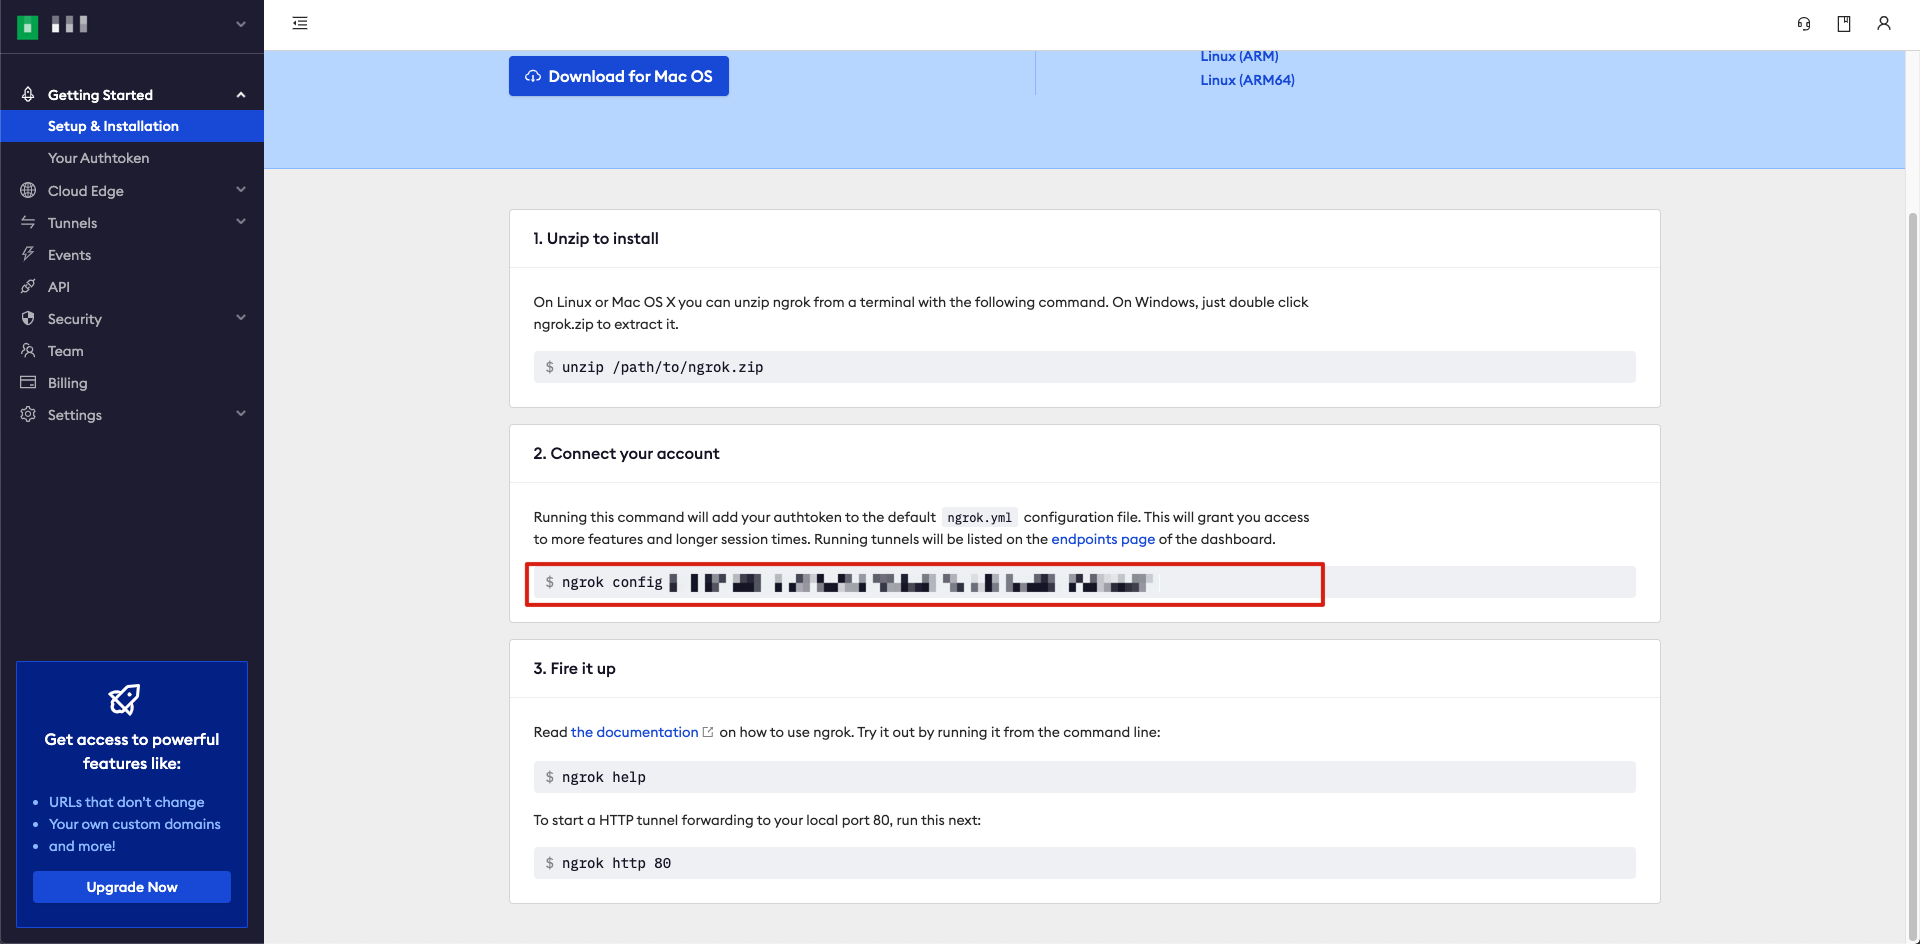 Getting Started
Setup & Installation
Your Authtoken
Cloud Edge
Tunnels
Events
API
Security
Team
Billing
Settings
Get access to powerful
features like:
• URLs that don't change
• Your own custom domains
• and more!
Upgrade Now
Download for Mac OS
Linux (ARM)
Linux (ARM64)
1. Unzip to install
On Linux or Mac OS X you can unzip ngrok from a terminal with the following command. On Windows, just double click
ngrok.zip to extract it.
$ unzip /path/to/ngrok.zip
2. Connect your account
Running this command will add your authtoken to the default ngrok.yml configuration file. This will grant you access
to more features and longer session times. Running tunnels will be listed on the endpoints page of the dashboard.
$ ngrok config
3. Fire it up
Read the documentation on how to use ngrok. Try it out by running it from the command line:
$ ngrok help
To start a HTTP tunnel forwarding to your local port 80, run this next:
$ ngrok http 80